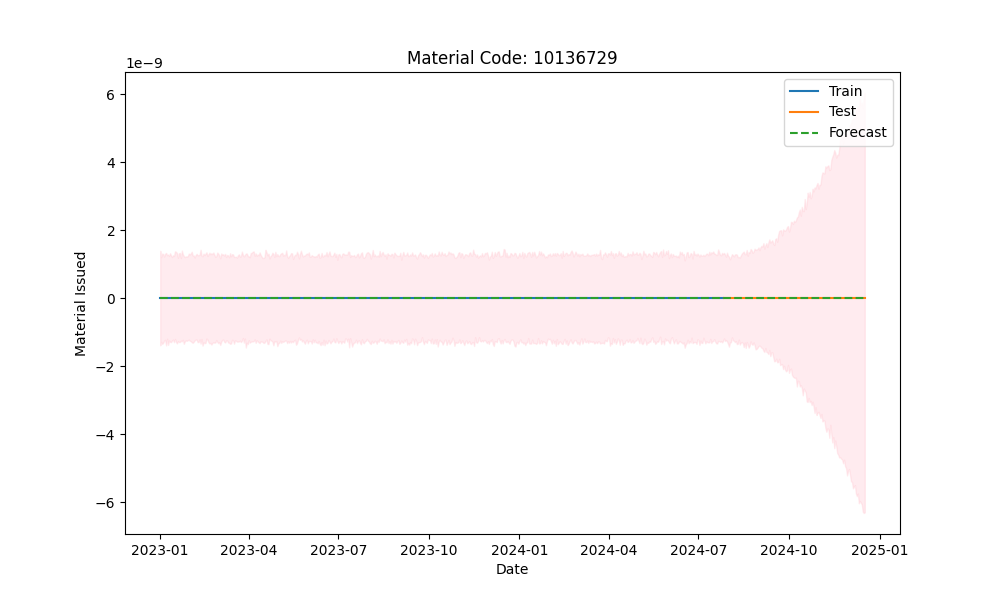 Material Code: 10136729
1e−9
Train
Test
Forecast
6
4
2
0
−2
−4
−6
Material Issued
2023-01 2023-04 2023-07 2023-10 2024-01 2024-04 2024-07 2024-10 2025-01
Date